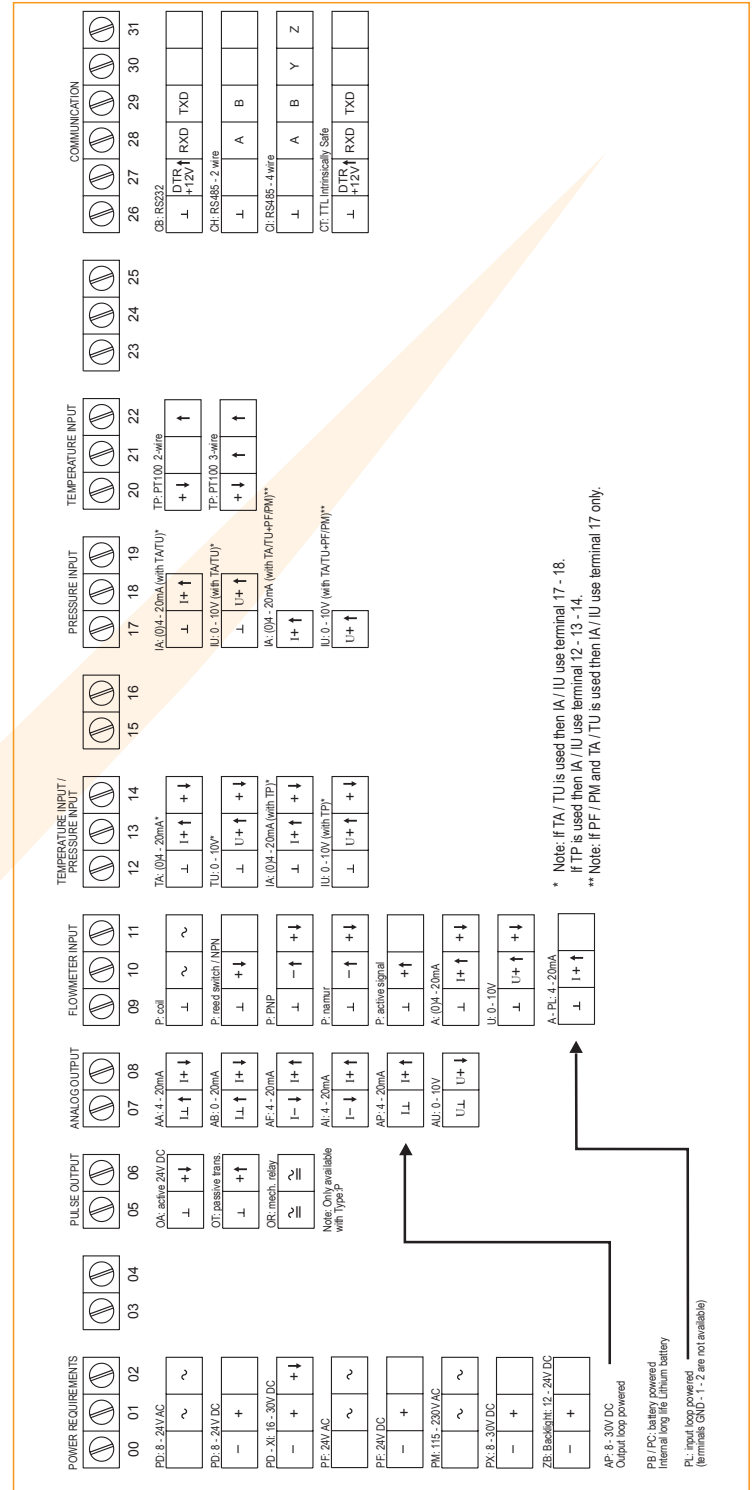 POWER REQUIREMENTS
00 01 02
PD: 8 - 24V AC
~ ~
PD: 8 - 24V DC
− +
PD - XI: 16 - 30V DC
− + +
PF: 24V AC
~ ~
PF: 24V DC
− +
PM: 115 - 230V AC
~ ~
PX: 8 - 30V DC
− +
ZB: Backlight: 12 - 24V DC
− +
AP: 8 - 30V DC
Output loop powered
PB / PC: battery powered
Internal long life Lithium battery
PL: input loop powered
(terminals GND - 1 - 2 are not available)
03 04
PULSE OUTPUT
05 06
OA: active 24V DC
⊥ +
OT: passive trans.
⊥ +
OR: mech. relay
Note: Only available
with Type:P
ANALOG OUTPUT
07 08
AA: 4 - 20mA
I⊥ I+
AB: 0 - 20mA
I⊥ I+
AF: 4 - 20mA
I− I+
AI: 4 - 20mA
I− I+
AP: 4 - 20mA
I⊥ I+
AU: 0 - 10V
U⊥ U+
FLOWMETER INPUT
09 10 11
P: coil
⊥ ~ ~
P: reed switch / NPN
⊥ +
P: PNP
⊥ − +
P: namur
⊥ − +
P: active signal
⊥ +
A: (0)4 - 20mA
⊥ I+ +
U: 0 - 10V
⊥ U+ +
A - PL: 4 - 20mA
⊥ I+
TEMPERATURE INPUT /
PRESSURE INPUT
12 13 14
TA: (0)4 - 20mA*
⊥ I+ +
TU: 0 - 10V*
⊥ U+ +
IA: (0)4 - 20mA (with TP)*
⊥ I+ +
IU: 0 - 10V (with TP)*
⊥ U+ +
15 16
PRESSURE INPUT
17 18 19
IA: (0)4 - 20mA (with TA/TU)*
⊥ I+
IU: 0 - 10V (with TA/TU)*
⊥ U+
IA: (0)4 - 20mA (with TA/TU+PF/PM)**
I+
IU: 0 - 10V (with TA/TU+PF/PM)**
U+
TEMPERATURE INPUT
20 21 22
TP: PT100 2-wire
+
TP: PT100 3-wire
+
23 24 25
COMMUNICATION
26 27 28 29 30 31
CB: RS232
⊥ DTR +12V RXD TXD
CH: RS485 - 2 wire
⊥ A B
CI: RS485 - 4 wire
⊥ A B Y Z
CT: TTL Intrinsically Safe
⊥ DTR +12V RXD TXD
* Note: If TA / TU is used then IA / IU use terminal 17 - 18.
If TP is used then IA / IU use terminal 12 - 13 - 14.
** Note: If PF / PM and TA / TU is used then IA / IU use terminal 17 only.